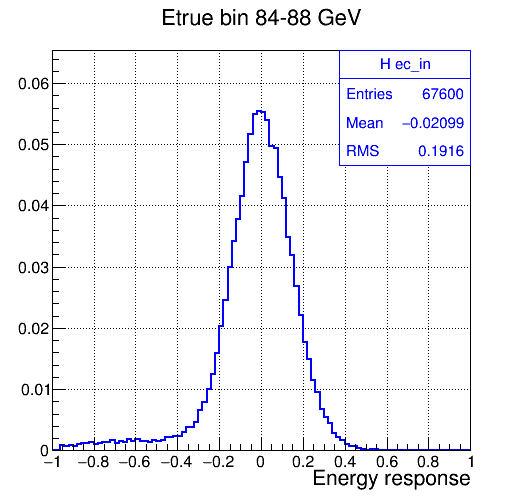 Etrue bin 84-88 GeV
H ec_in
Entries 67600
Mean −0.02099
RMS 0.1916
0.06
0.05
0.04
0.03
0.02
0.01
0
−1 −0.8 −0.6 −0.4 −0.2 0 0.2 0.4 0.6 0.8 1
Energy response